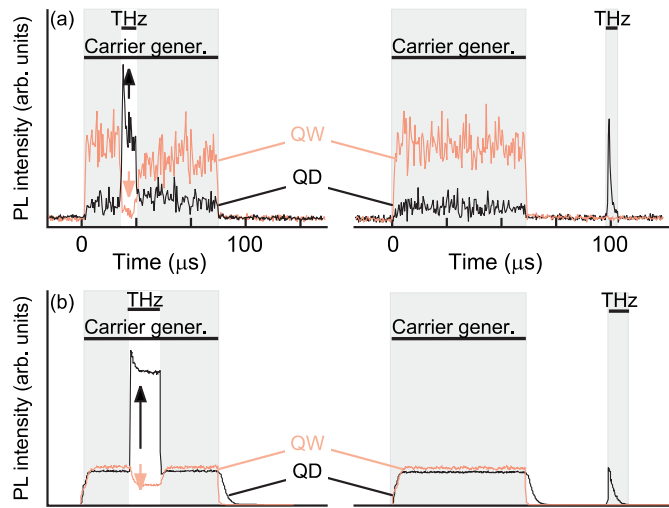 (a)
THz
THz
Carrier gener.
Carrier gener.
PL intensity (arb. units)
QW
QD
0
100
0
100
Time (μs)
Time (μs)
(b)
THz
THz
Carrier gener.
Carrier gener.
PL intensity (arb. units)
QW
QD